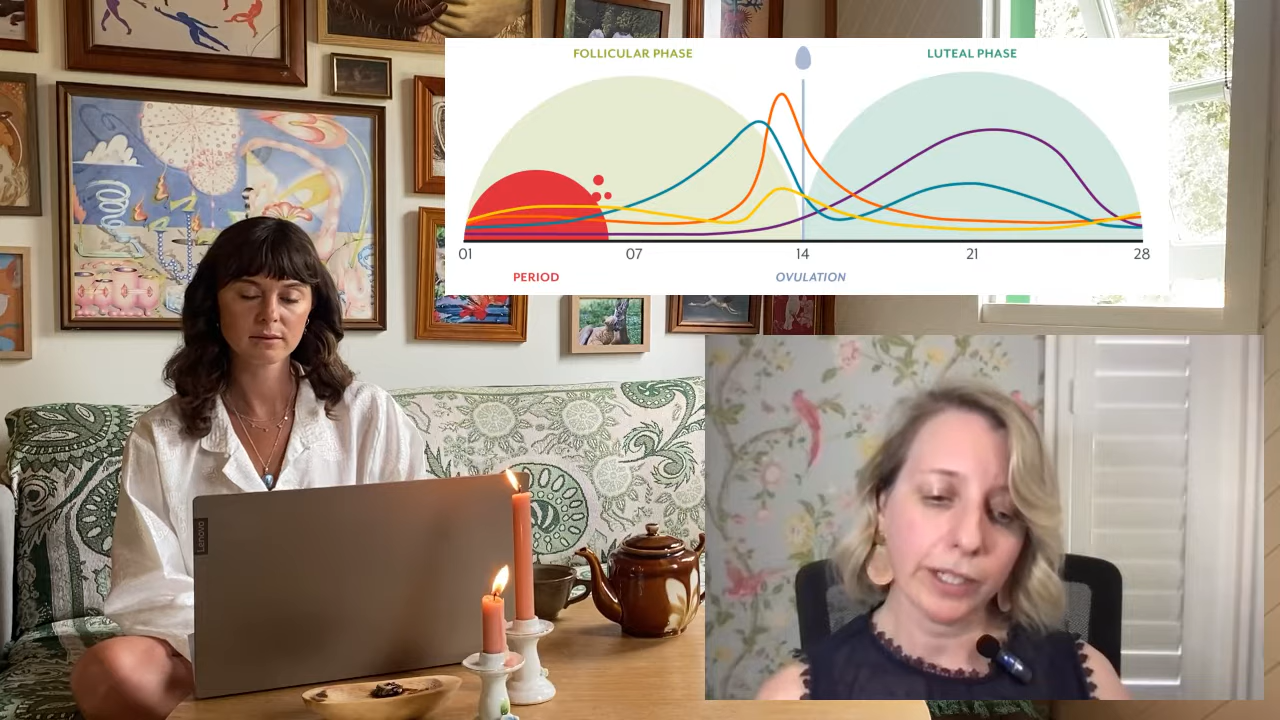 FOLLICULAR PHASE
LUTEAL PHASE
01 07 14 21 28
PERIOD
OVULATION
Lenovo